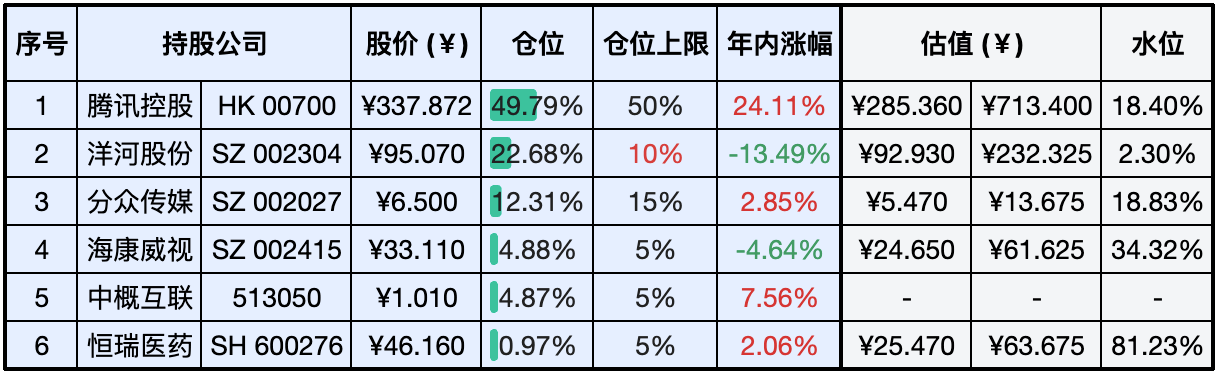 序号 持股公司 股价 (¥) 仓位 仓位上限 年内涨幅 估值 (¥) 水位
1 腾讯控股 HK 00700 ¥337.872 49.79% 50% 24.11% ¥285.360 ¥713.400 18.40%
2 洋河股份 SZ 002304 ¥95.070 22.68% 10% -13.49% ¥92.930 ¥232.325 2.30%
3 分众传媒 SZ 002027 ¥6.500 12.31% 15% 2.85% ¥5.470 ¥13.675 18.83%
4 海康威视 SZ 002415 ¥33.110 4.88% 5% -4.64% ¥24.650 ¥61.625 34.32%
5 中概互联 513050 ¥1.010 4.87% 5% 7.56% - - -
6 恒瑞医药 SH 600276 ¥46.160 0.97% 5% 2.06% ¥25.470 ¥63.675 81.23%